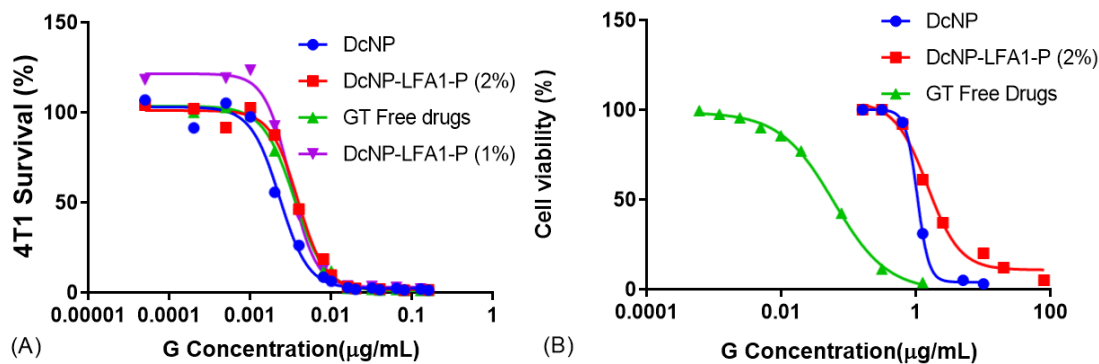 150
100
50
0
4T1 Survival (%)
DcNP
DcNP-LFA1-P (2%)
GT Free drugs
DcNP-LFA1-P (1%)
0.00001 0.0001 0.001 0.01 0.1 1
G Concentration(μg/mL)
(A)
150
100
50
0
Cell viability (%)
DcNP
DcNP-LFA1-P (2%)
GT Free Drugs
0.0001 0.01 1 100
G Concentration(μg/mL)
(B)